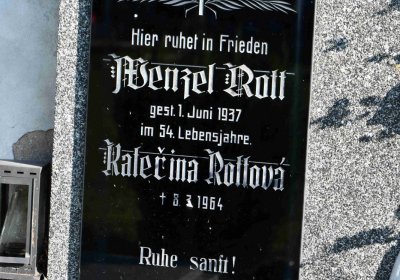 Hier ruhet in Frieden
Wenzel Rott
gest. 1. Juni 1937
im 54. Lebensjahre.
Kateřina Rottová
† 8 1964
Ruhe sanft!